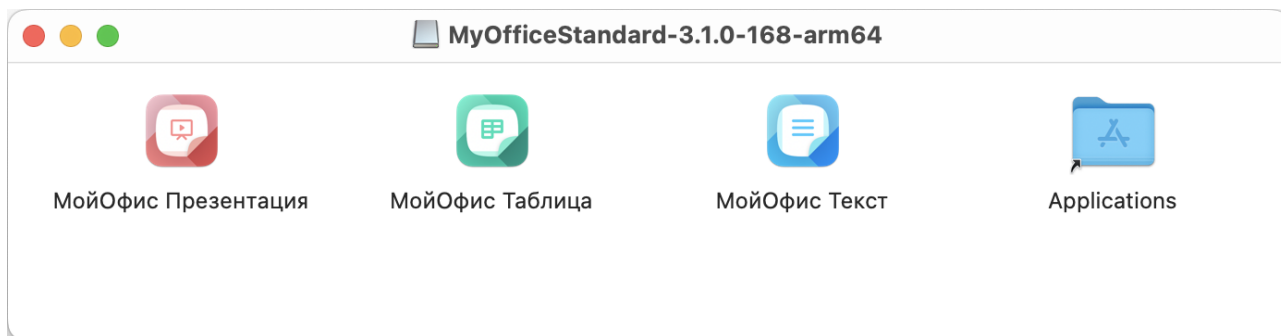 MyOfficeStandard-3.1.0-168-arm64
МойОфис Презентация
МойОфис Таблица
МойОфис Текст
Applications